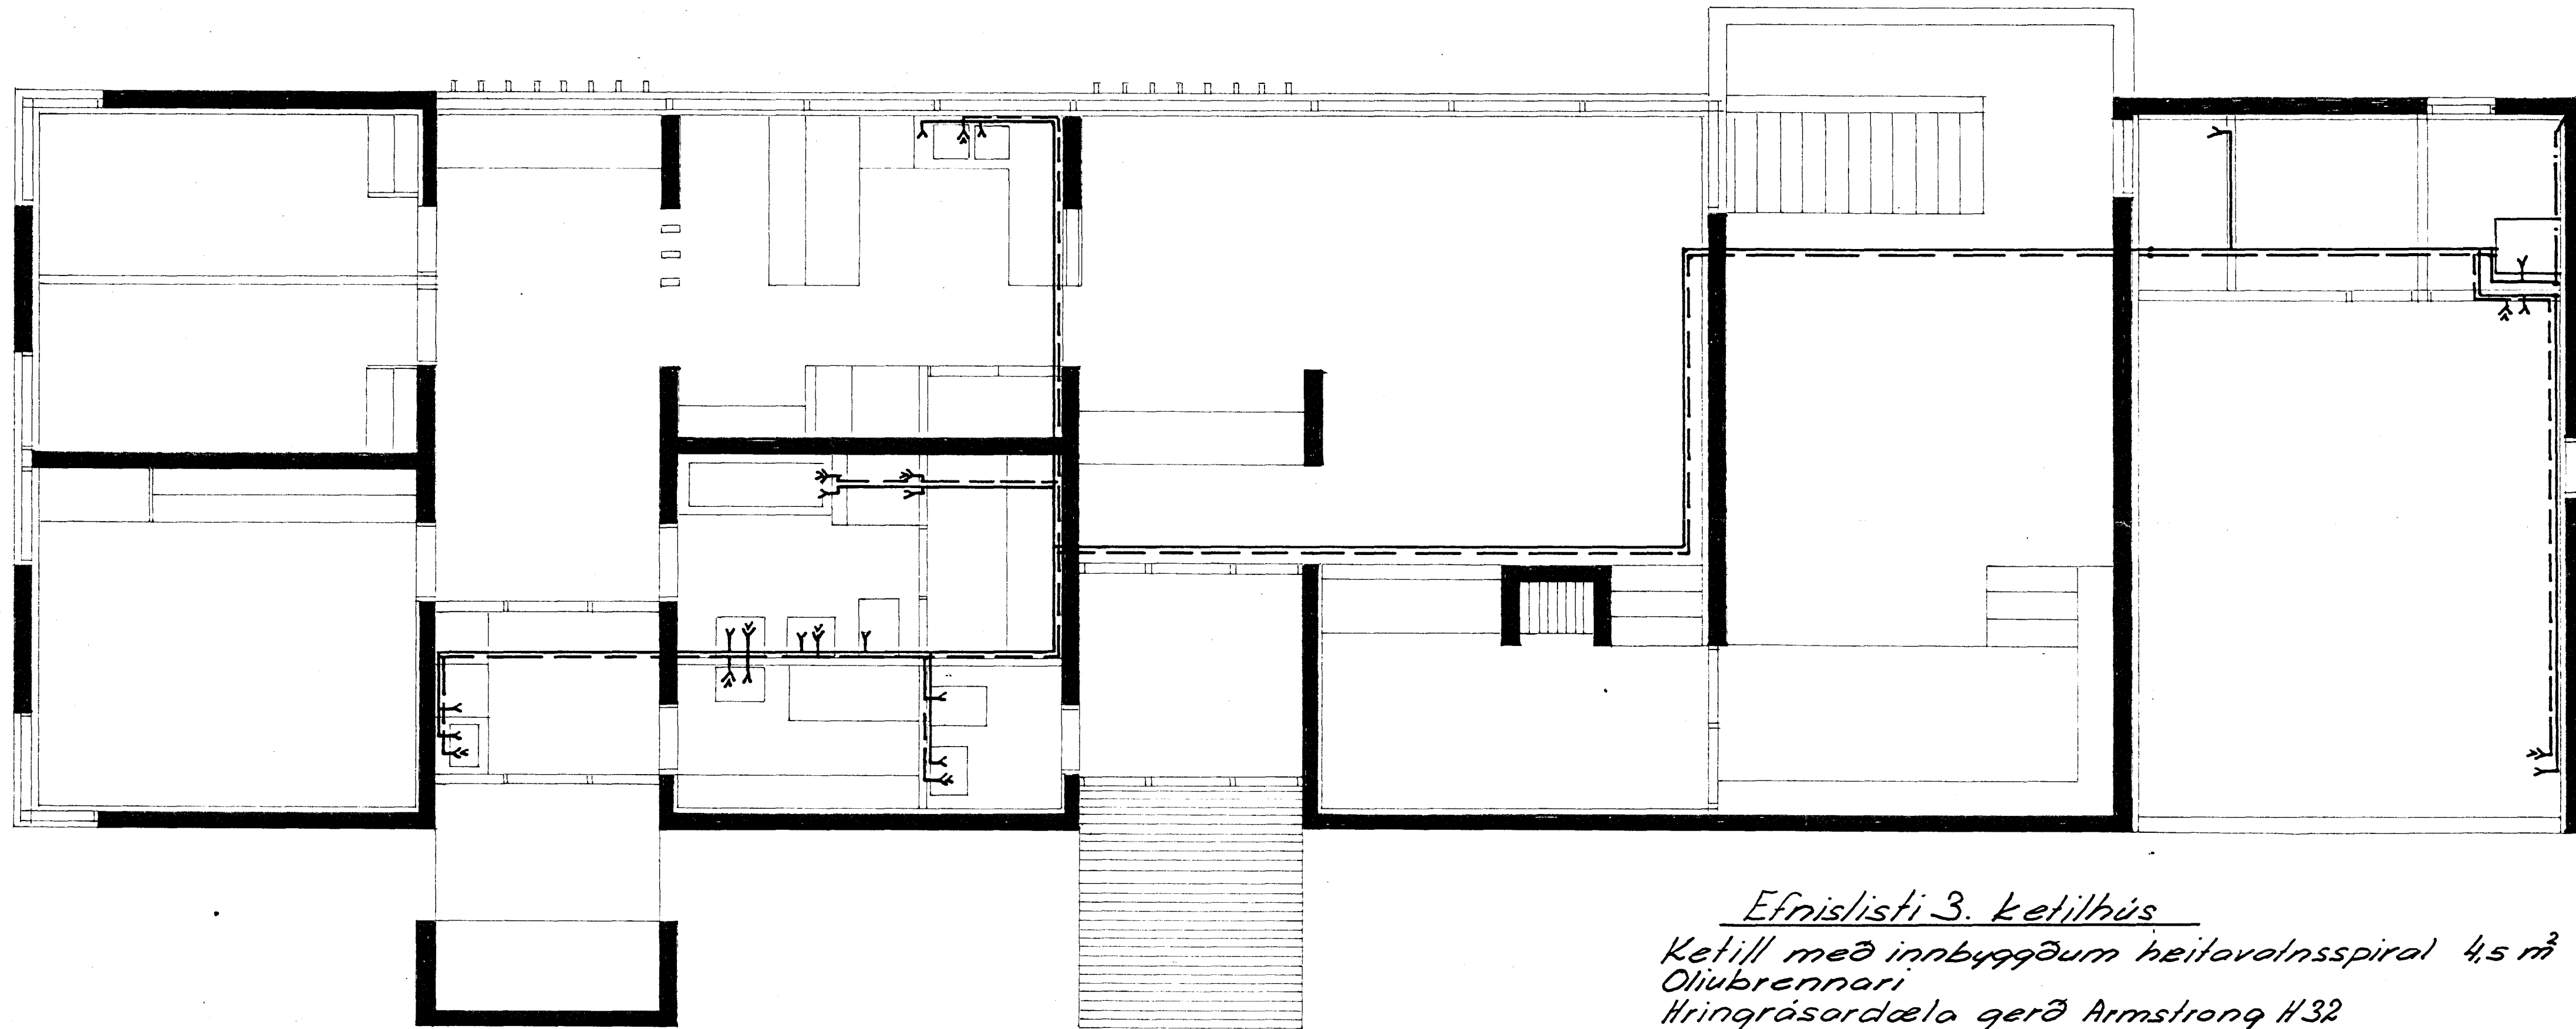 Efnislisti 3. ketilhús
Ketill með innbyggðum heitavatnsspiral 4,5 m²
Olíubrennari
Hringrásardæla gerð Armstrong H32